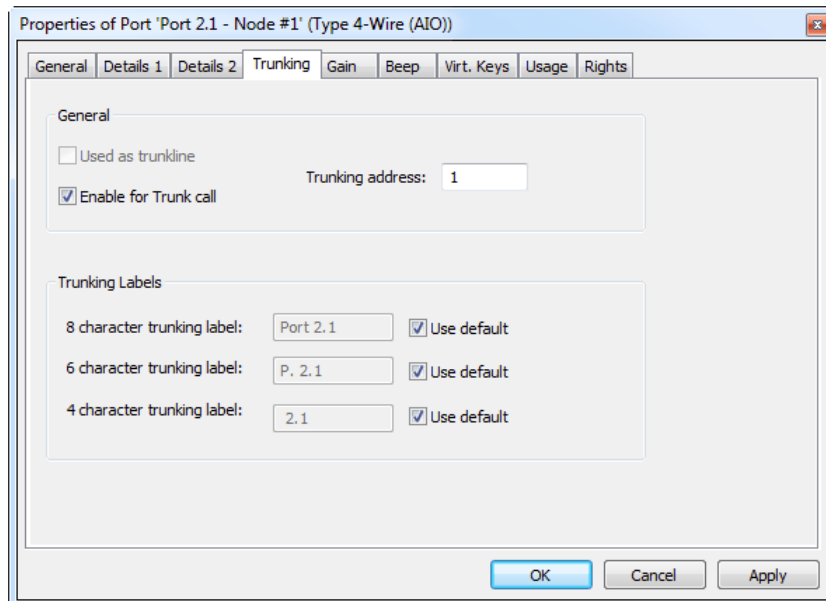 Properties of Port 'Port 2.1 - Node #1' (Type 4-Wire (AIO))
General Details 1 Details 2 Trunking Gain Beep Virt. Keys Usage Rights
General
Used as trunkline
Trunking address: 1
Enable for Trunk call
Trunking Labels
8 character trunking label: Port 2.1 Use default
6 character trunking label: P. 2.1 Use default
4 character trunking label: 2.1 Use default
OK Cancel Apply